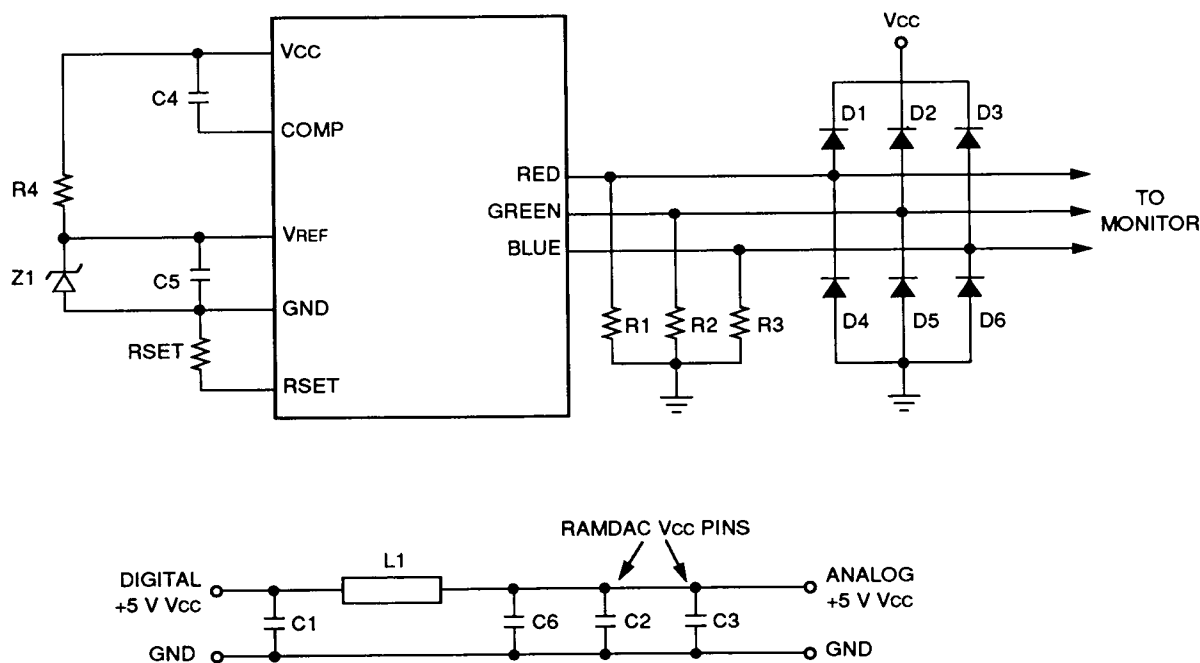 Vcc
VCC
C4
COMP
D1 D2 D3
RED
R4
GREEN
TO
MONITOR
VREF
BLUE
Z1
C5
GND
R1 R2 R3
D4 D5 D6
RSET
RSET
RAMDAC Vcc PINS
L1
DIGITAL
+5 V Vcc
ANALOG
+5 V Vcc
C1 C6 C2 C3
GND
GND